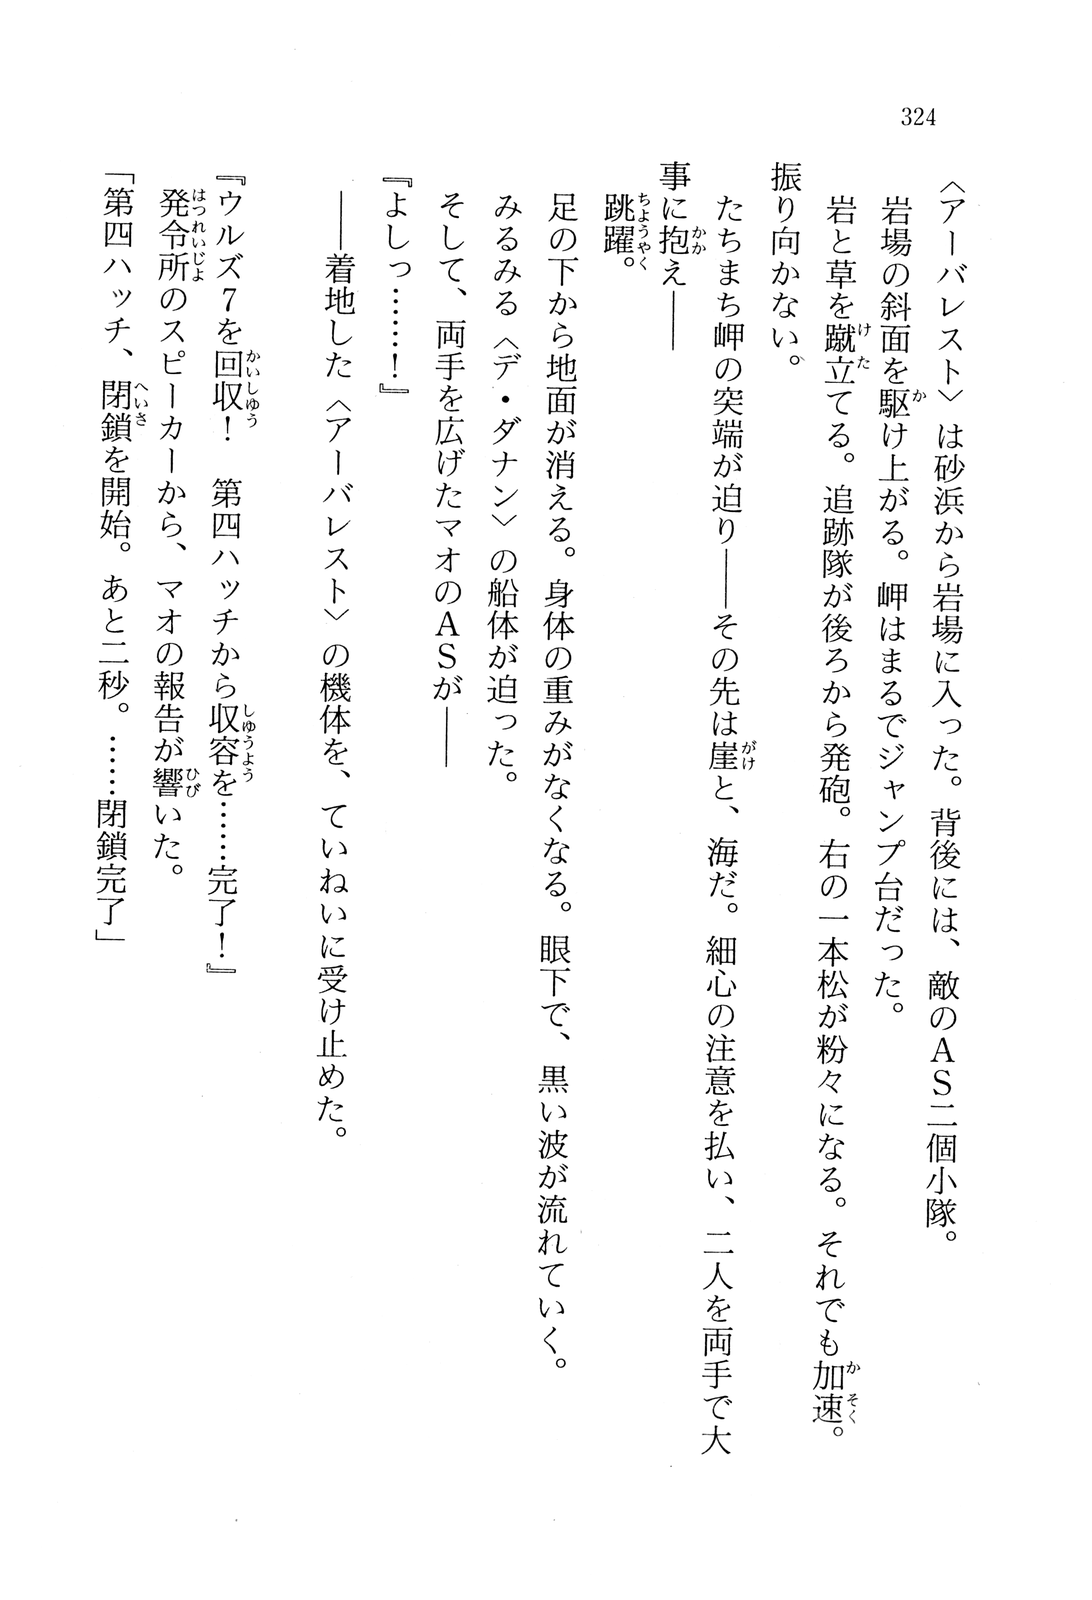 324
〈アーバレスト〉は砂浜から岩場に入った。背後には、敵のＡＳ二個小隊。
岩場の斜面を駆け上がる。岬はまるでジャンプ台だった。
岩と草を蹴立てる。追跡隊が後ろから発砲。右の一本松が粉々になる。それでも加速。
振り向かない。
たちまち岬の突端が迫り――その先は崖と、海だ。細心の注意を払い、二人を両手で大
事に抱え――
跳躍。
足の下から地面が消える。身体の重みがなくなる。眼下で、黒い波が流れていく。
みるみる〈デ・ダナン〉の船体が迫った。
そして、両手を広げたマオのＡＳが――
『よしっ……！』
――着地した〈アーバレスト〉の機体を、ていねいに受け止めた。
『ウルズ７を回収！　第四ハッチから収容を……完了！』
発令所のスピーカーから、マオの報告が響いた。
「第四ハッチ、閉鎖を開始。あと二秒。……閉鎖完了」